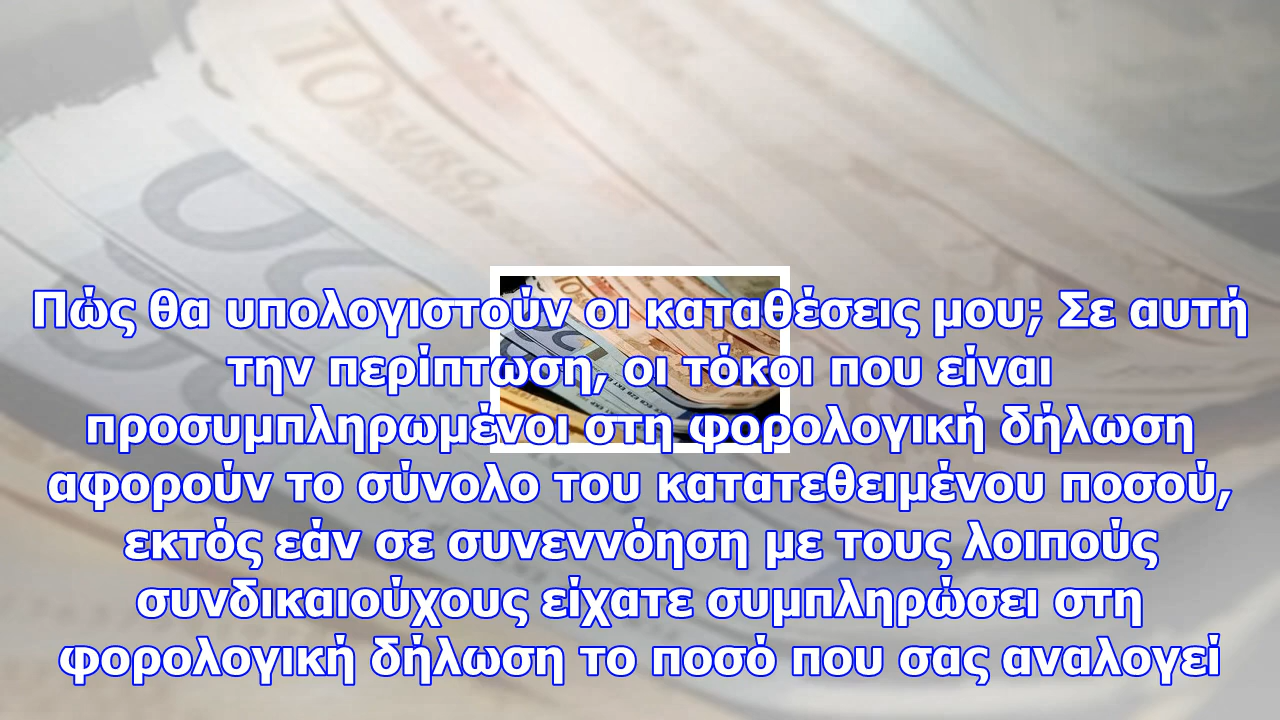 Πώς θα υπολογιστούν οι καταθέσεις μου; Σε αυτή
την περίπτωση, οι τόκοι που είναι
προσυμπληρωμένοι στη φορολογική δήλωση
αφορούν το σύνολο του κατατεθειμένου ποσού,
εκτός εάν σε συνεννόηση με τους λοιπούς
συνδικαιούχους είχατε συμπληρώσει στη
φορολογική δήλωση το ποσό που σας αναλογεί